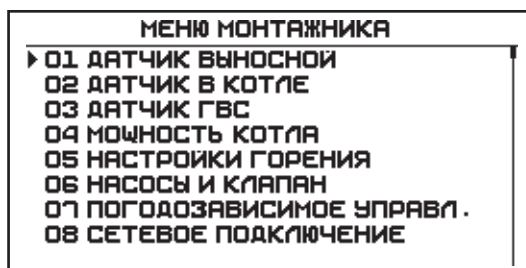 МЕНЮ МОНТАЖНИКА
01 ДАТЧИК ВЫНОСНОЙ
02 ДАТЧИК В КОТЛЕ
03 ДАТЧИК ГВС
04 МОЩНОСТЬ КОТЛА
05 НАСТРОЙКИ ГОРЕНИЯ
06 НАСОСЫ И КЛАПАН
07 ПОГОДОЗАВИСИМОЕ УПРАВЛ.
08 СЕТЕВОЕ ПОДКЛЮЧЕНИЕ